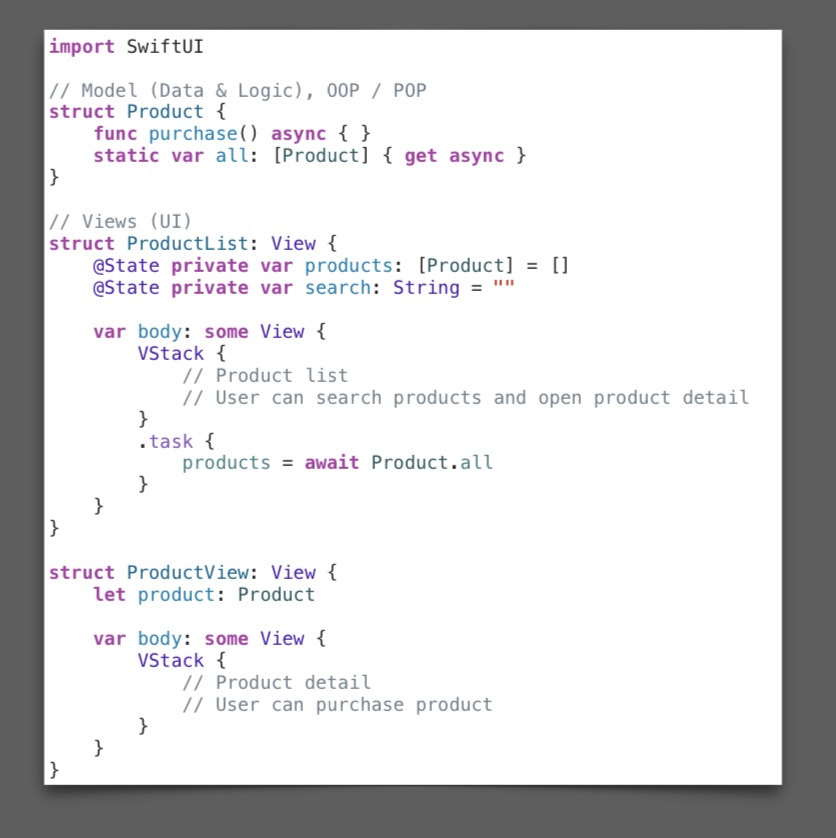 import SwiftUI

// Model (Data & Logic), OOP / POP
struct Product {
    func purchase() async { }
    static var all: [Product] { get async }
}

// Views (UI)
struct ProductList: View {
    @State private var products: [Product] = []
    @State private var search: String = ""

    var body: some View {
        VStack {
            // Product list
            // User can search products and open product detail
        }
        .task {
            products = await Product.all
        }
    }
}

struct ProductView: View {
    let product: Product

    var body: some View {
        VStack {
            // Product detail
            // User can purchase product
        }
    }
}